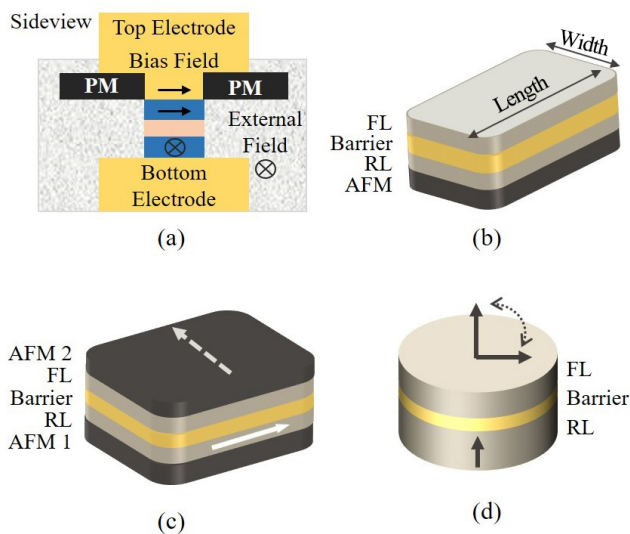 Sideview
Top Electrode
Bias Field
PM
PM
External
Field
Bottom
Electrode
(a)
Width
Length
FL
Barrier
RL
AFM
(b)
AFM 2
FL
Barrier
RL
AFM 1
(c)
FL
Barrier
RL
(d)